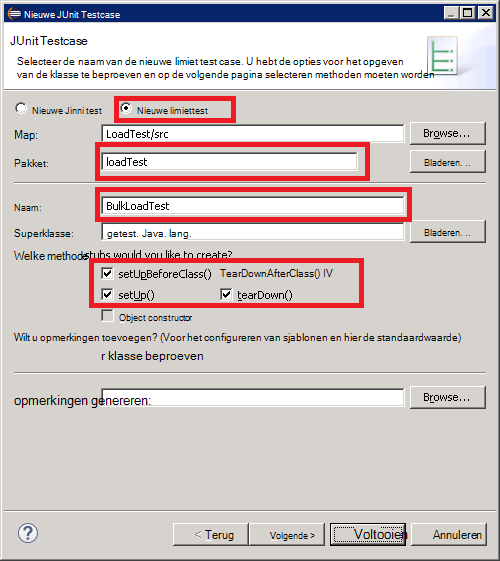 Nieuwe JUnit Testcase
JUnit Testcase
Selecteer de naam van de nieuwe limiet test case. U hebt de opties voor het opgeven
van de klasse te beproeven en op de volgende pagina selecteren methoden moeten worden
Nieuwe Jinni test
Nieuwe limiettest
Map:
LoadTest/src
Browse...
Pakket:
loadTest
Bladeren. ..
Naam:
BulkLoadTest
Superklasse:
getest. Java. lang.
Bladeren. ..
Welke methode stubs would you like to create?
setUpBeforeClass()
TearDownAfterClass() IV
setUp()
tearDown()
Object constructor
Wilt u opmerkingen toevoegen? (Voor het configureren van sjablonen en hier de standaardwaarde)
r klasse beproeven
opmerkingen genereren:
Browse...
?
< Terug
Volgende >
Voltooien
Annuleren